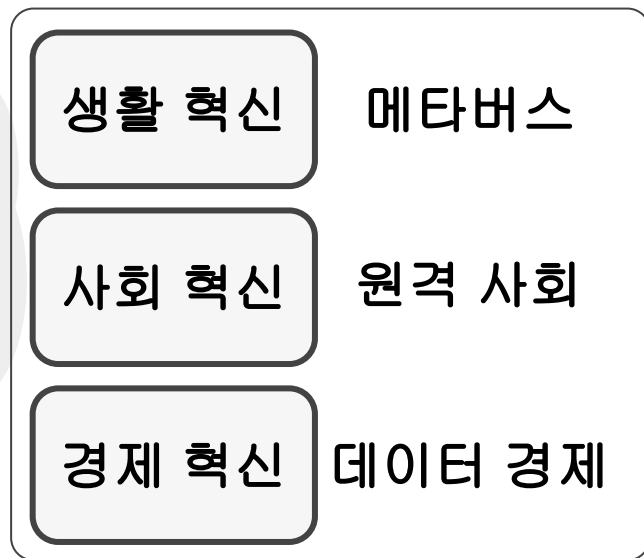 생활 혁신 메타버스
사회 혁신 원격 사회
경제 혁신 데이터 경제